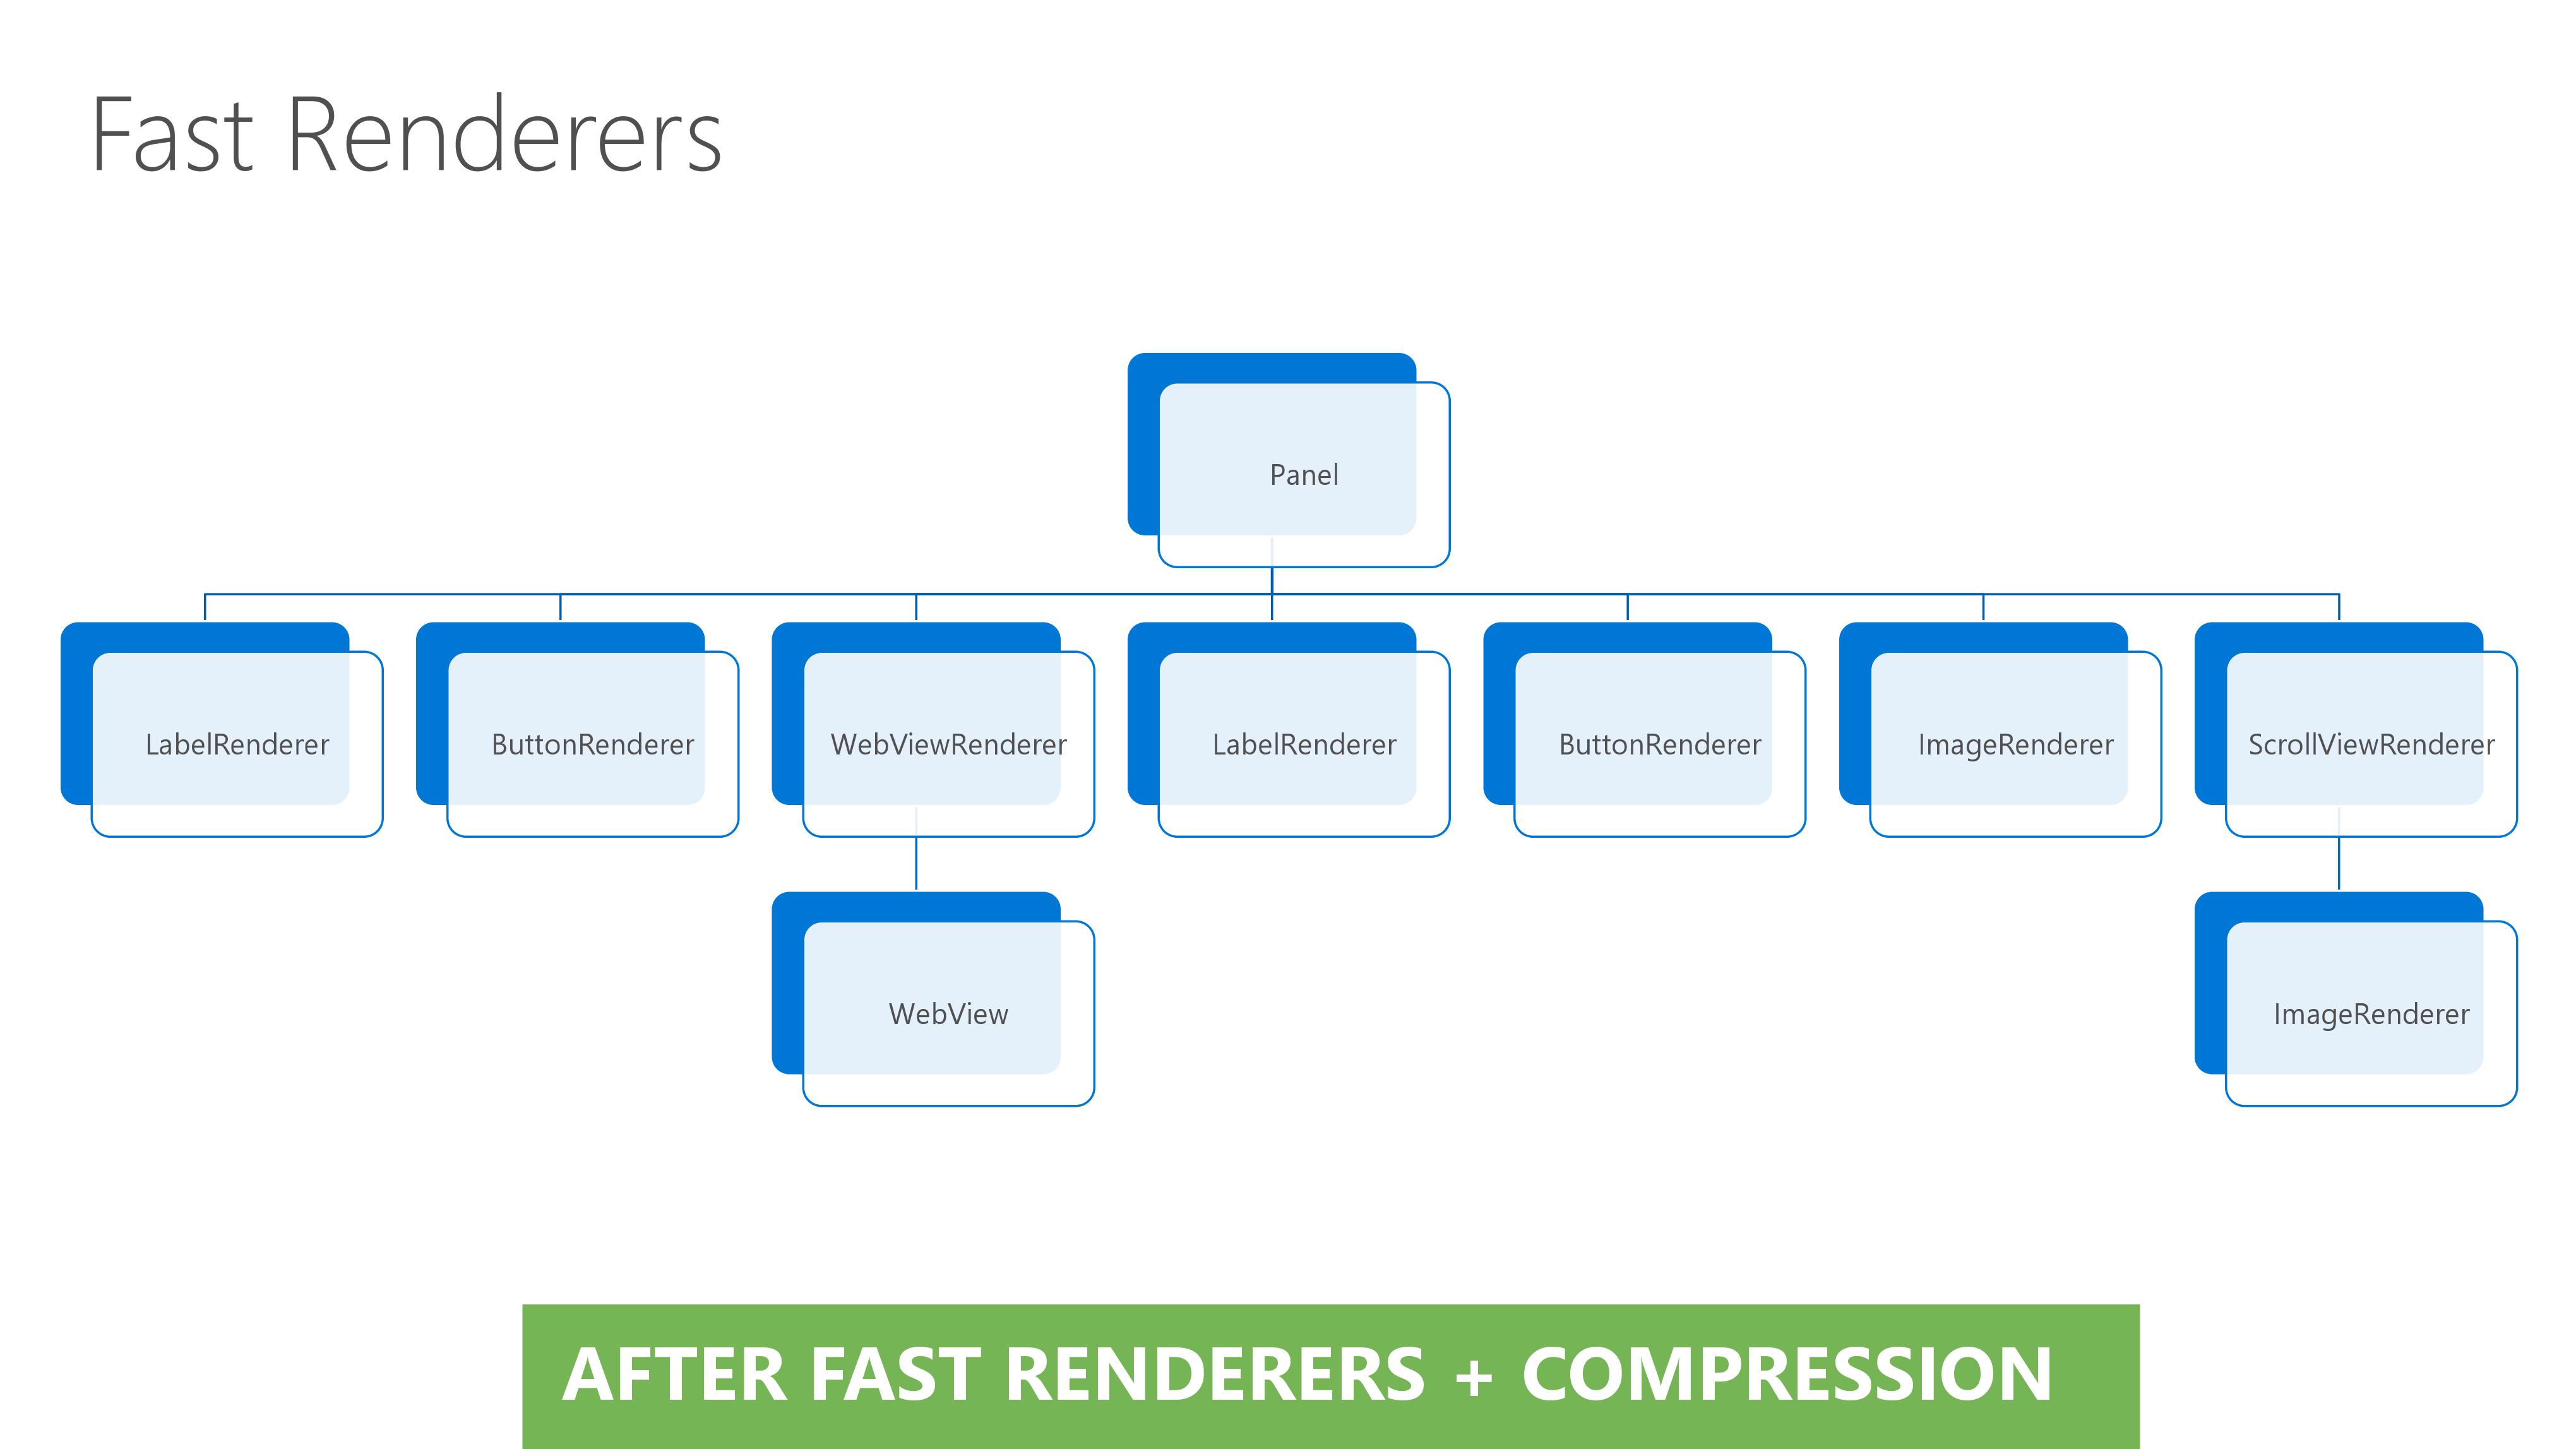 Fast Renderers
Panel
LabelRenderer
ButtonRenderer
WebViewRenderer
LabelRenderer
ButtonRenderer
ImageRenderer
ScrollViewRenderer
WebView
ImageRenderer
AFTER FAST RENDERERS + COMPRESSION